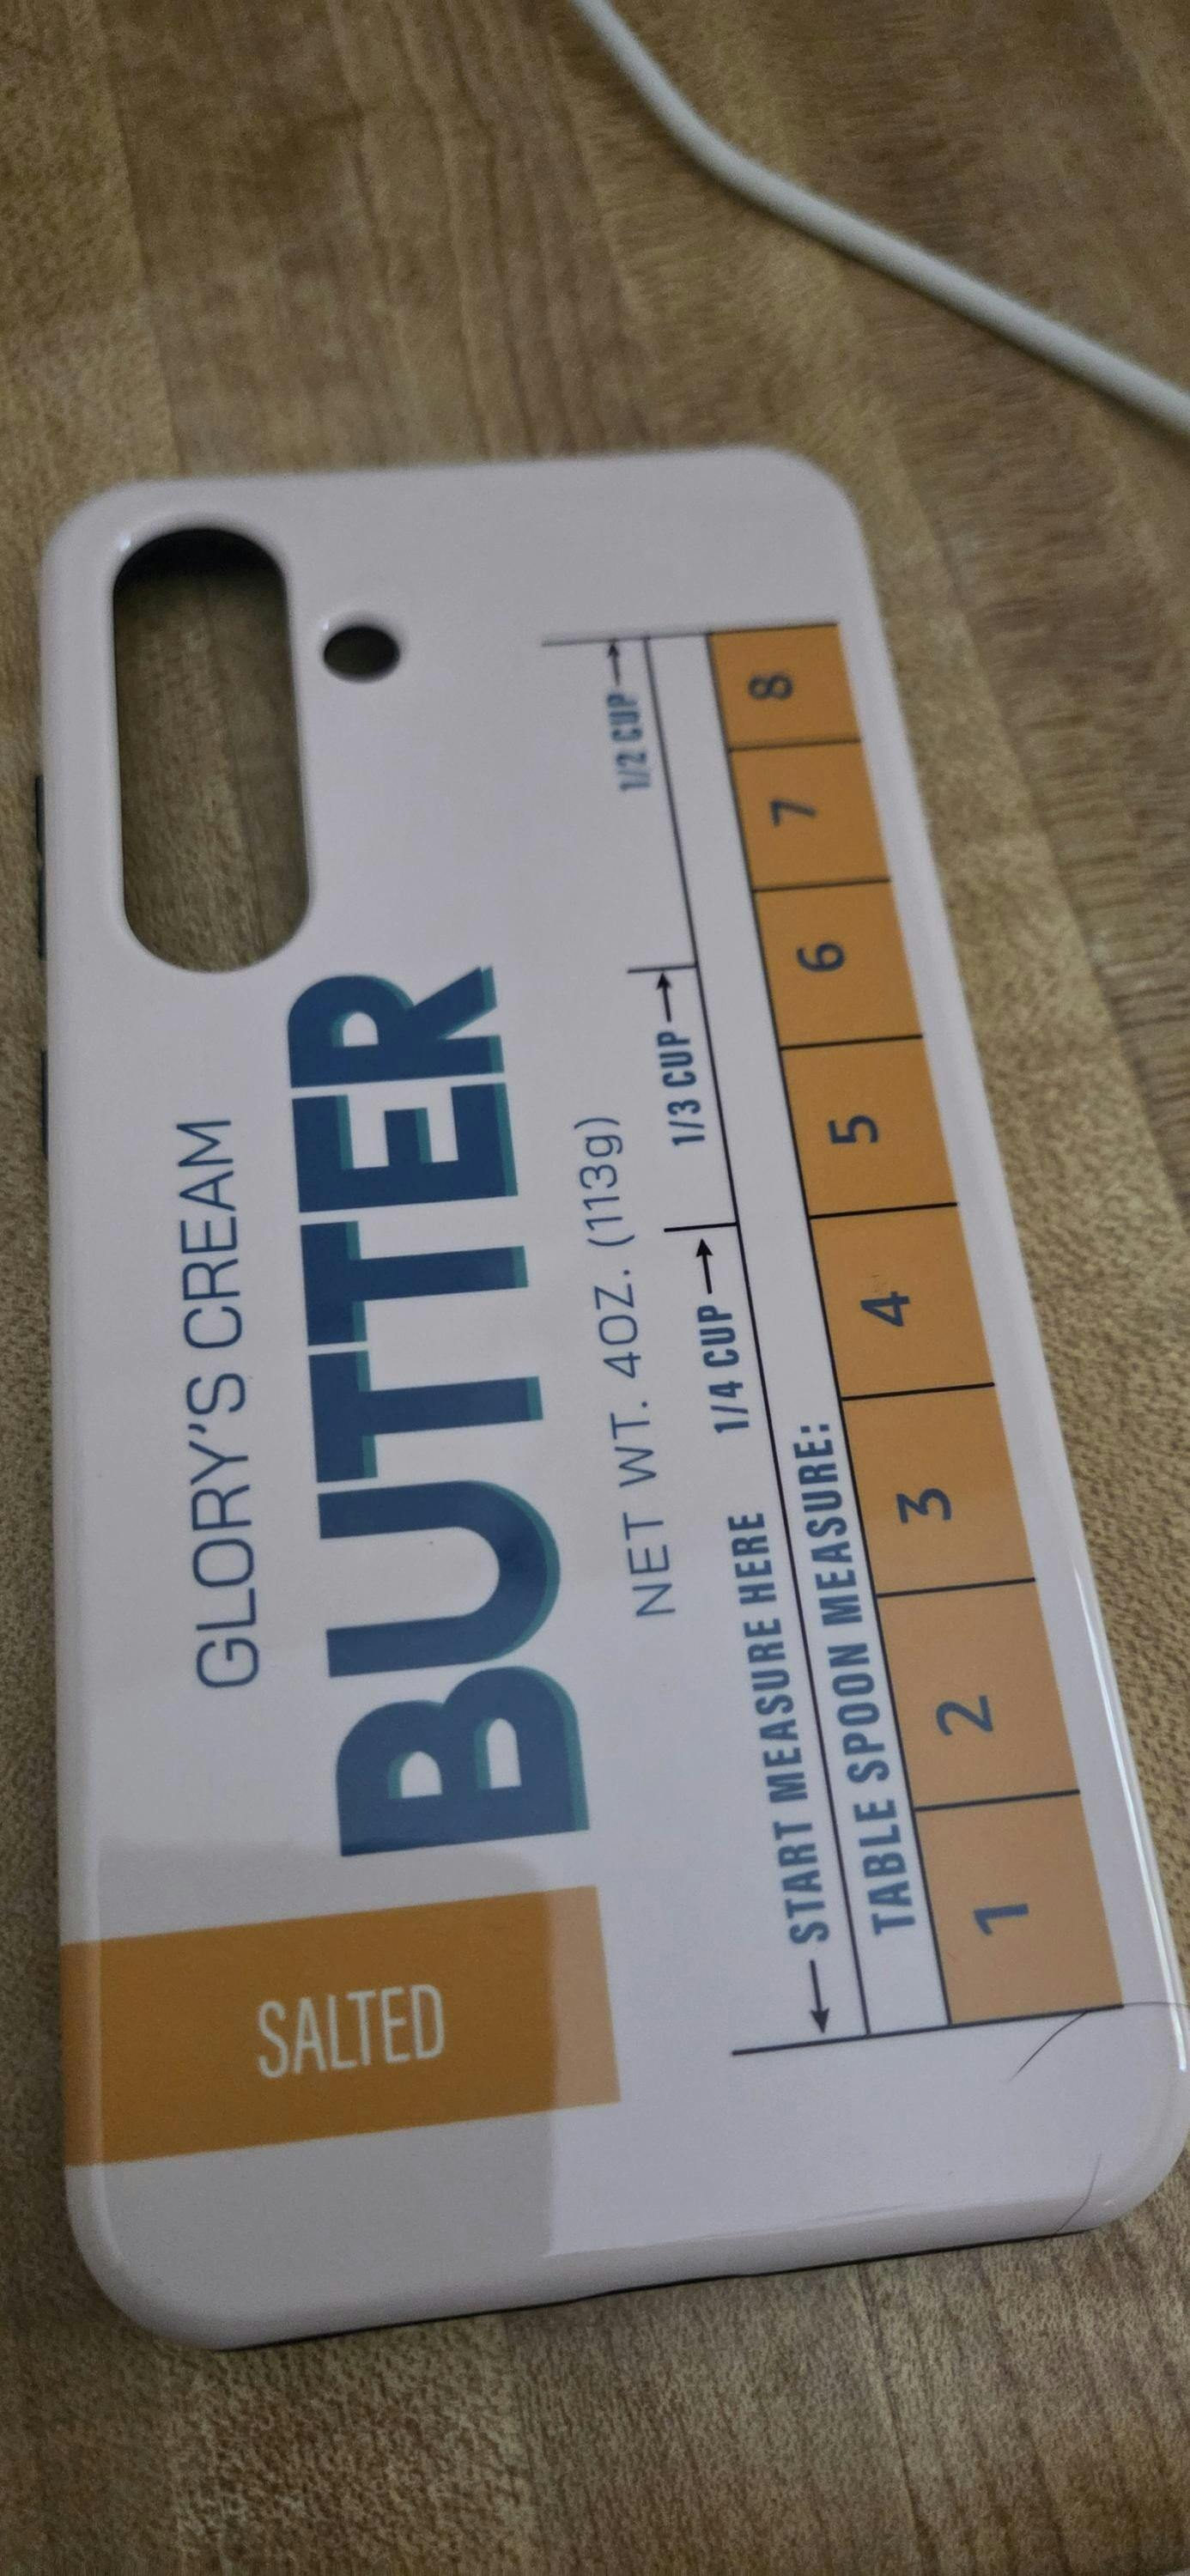 SALTED
GLORY'S CREAM
BUTTER
NET WT. 4OZ. (113g)
START MEASURE HERE 1/4 CUP 1/3 CUP 1/2 CUP
TABLE SPOON MEASURE:
1 2 3 4 5 6 7 8